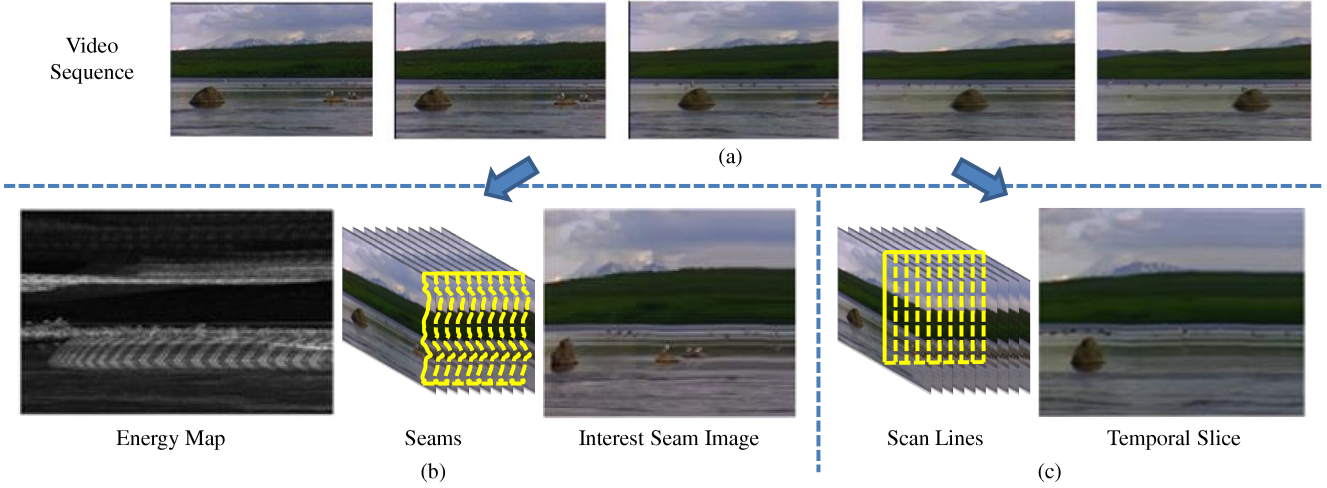 Video
Sequence
(a)
Energy Map
Seams
Interest Seam Image
Scan Lines
Temporal Slice
(b)
(c)